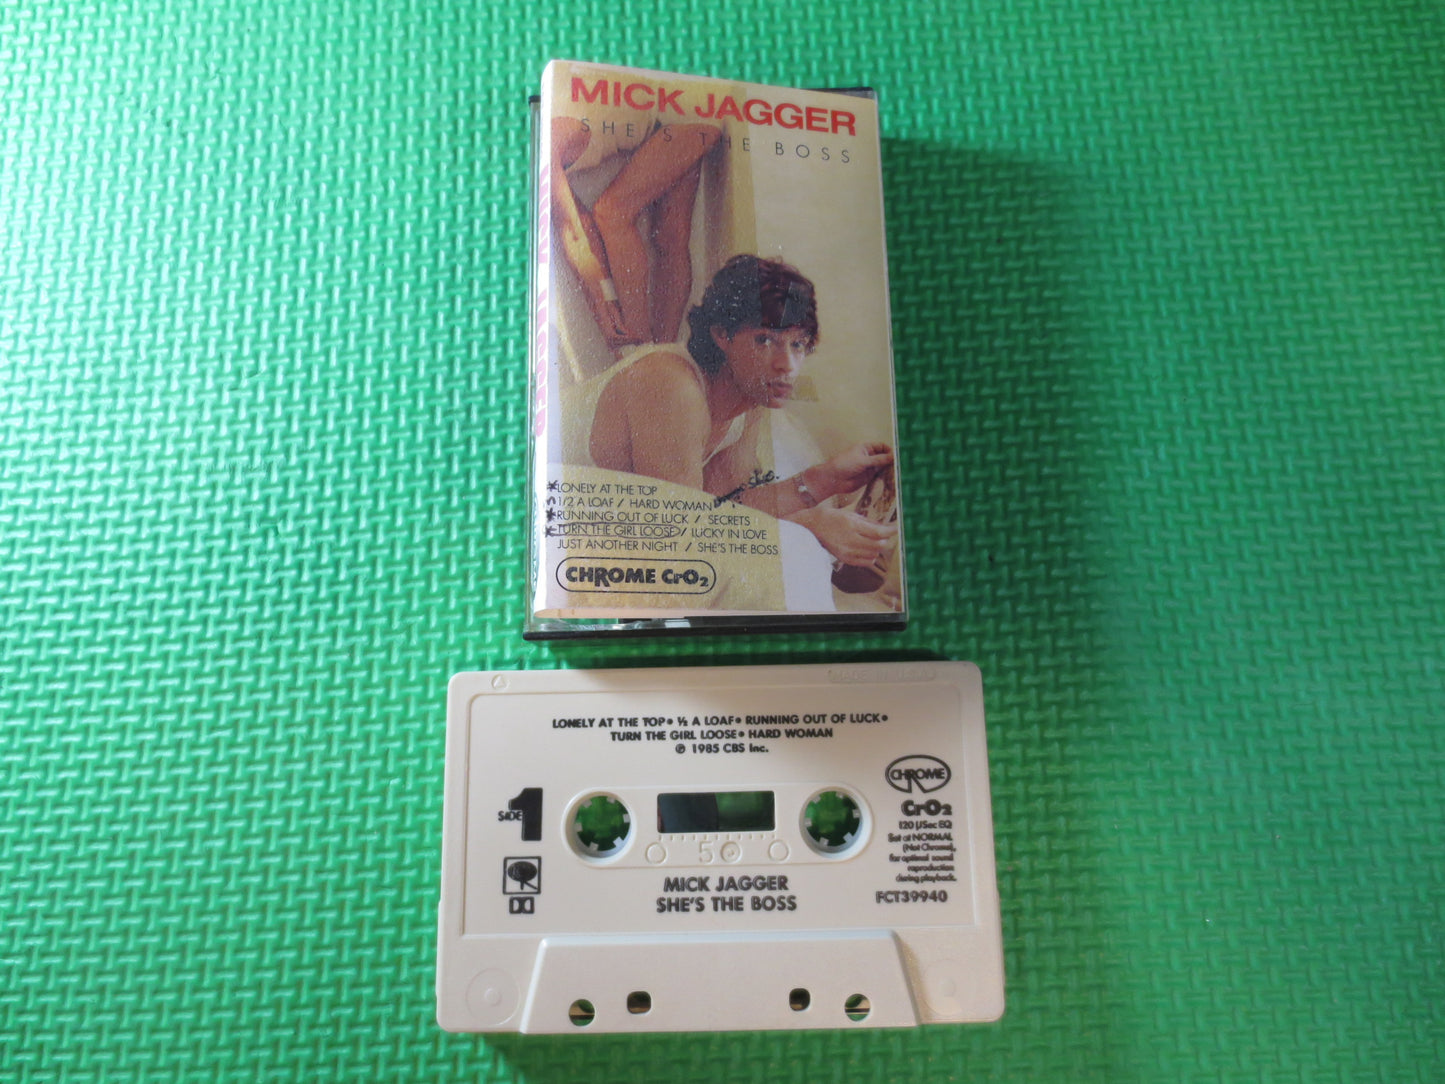 MICK JAGGER
SHE'S THE BOSS
LONELY AT THE TOP
1/2 A LOAF / HARD WOMAN
RUNNING OUT OF LUCK / SECRETS
TURN THE GIRL LOOSE / LUCKY IN LOVE
JUST ANOTHER NIGHT / SHE'S THE BOSS
CHROME CrO2
MADE IN U.S.A.
LONELY AT THE TOP • ½ A LOAF • RUNNING OUT OF LUCK •
TURN THE GIRL LOOSE • HARD WOMAN
℗ 1985 CBS Inc.
SIDE 1
CHROME
CrO2
120 µSec EQ
Set at NORMAL
(Not Chrome),
for optimal sound
reproduction
during playback.
50
MICK JAGGER
SHE'S THE BOSS
FCT39940